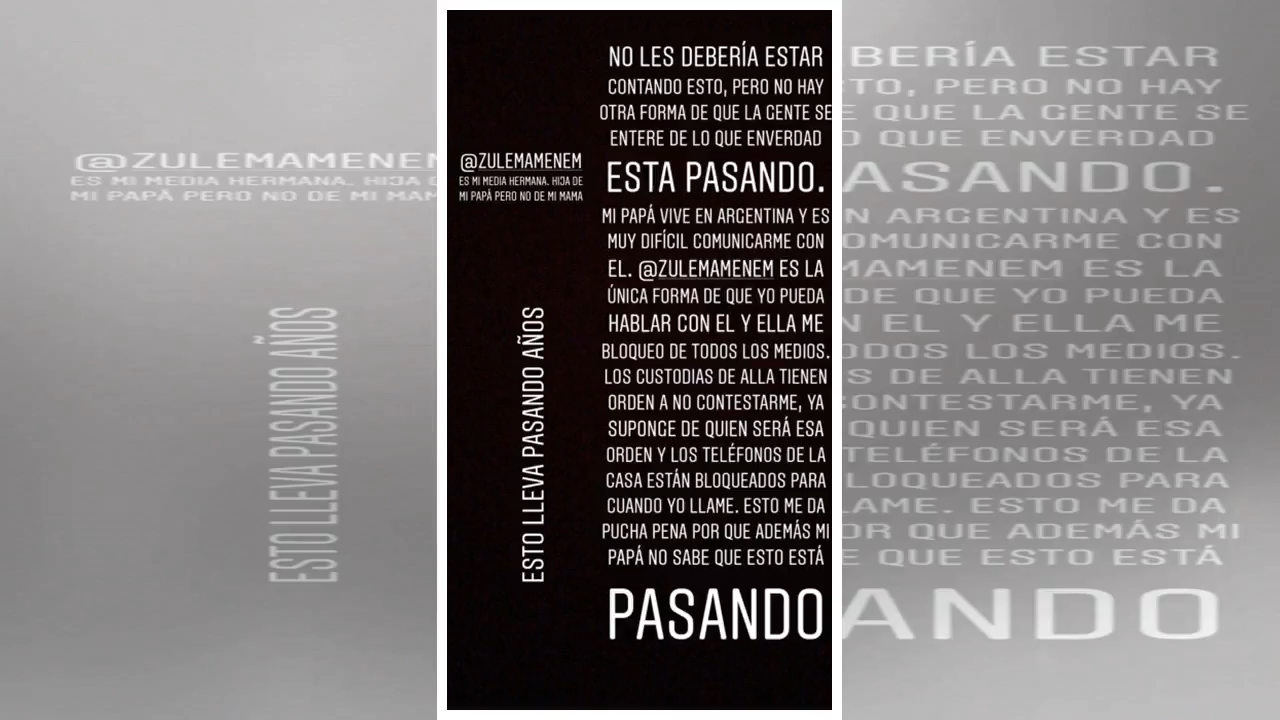 @ZULEMAMENEM
ES MI MEDIA HERMANA. HIJA DE
MI PAPÁ PERO NO DE MI MAMA
ESTO LLEVA PASANDO AÑOS
NO LES DEBERÍA ESTAR
CONTANDO ESTO, PERO NO HAY
OTRA FORMA DE QUE LA GENTE SE
ENTERE DE LO QUE ENVERDAD
ESTA PASANDO.
MI PAPÁ VIVE EN ARGENTINA Y ES
MUY DIFÍCIL COMUNICARME CON
EL. @ZULEMAMENEM ES LA
ÚNICA FORMA DE QUE YO PUEDA
HABLAR CON EL Y ELLA ME
BLOQUEO DE TODOS LOS MEDIOS.
LOS CUSTODIAS DE ALLA TIENEN
ORDEN A NO CONTESTARME, YA
SUPONCE DE QUIEN SERÁ ESA
ORDEN Y LOS TELÉFONOS DE LA
CASA ESTÁN BLOQUEADOS PARA
CUANDO YO LLAME. ESTO ME DA
PUCHA PENA POR QUE ADEMÁS MI
PAPÁ NO SABE QUE ESTO ESTÁ
PASANDO